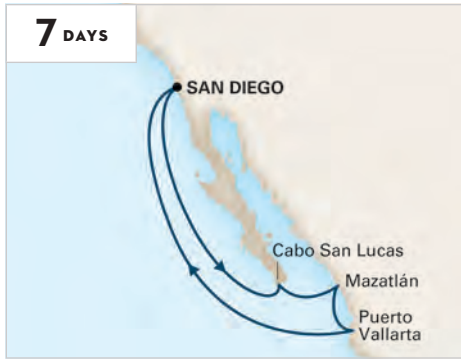 7 DAYS
SAN DIEGO
Cabo San Lucas
Mazatlán
Puerto
Vallarta